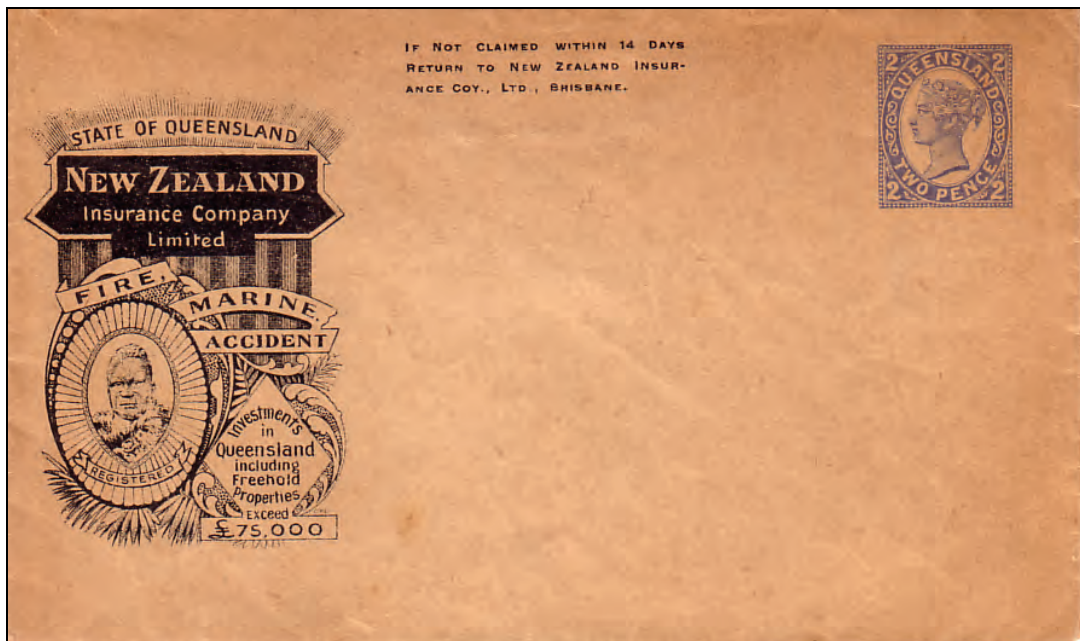 IF NOT CLAIMED WITHIN 14 DAYS
RETURN TO NEW ZEALAND INSUR-
ANCE COY., LTD., BRISBANE.
STATE OF QUEENSLAND
NEW ZEALAND
Insurance Company
Limited
FIRE,
MARINE,
ACCIDENT
REGISTERED
Investments
in
Queensland
including
Freehold
Properties
EXCEED
£75,000
2 QUEENSLAND 2
2 TWO PENCE 2